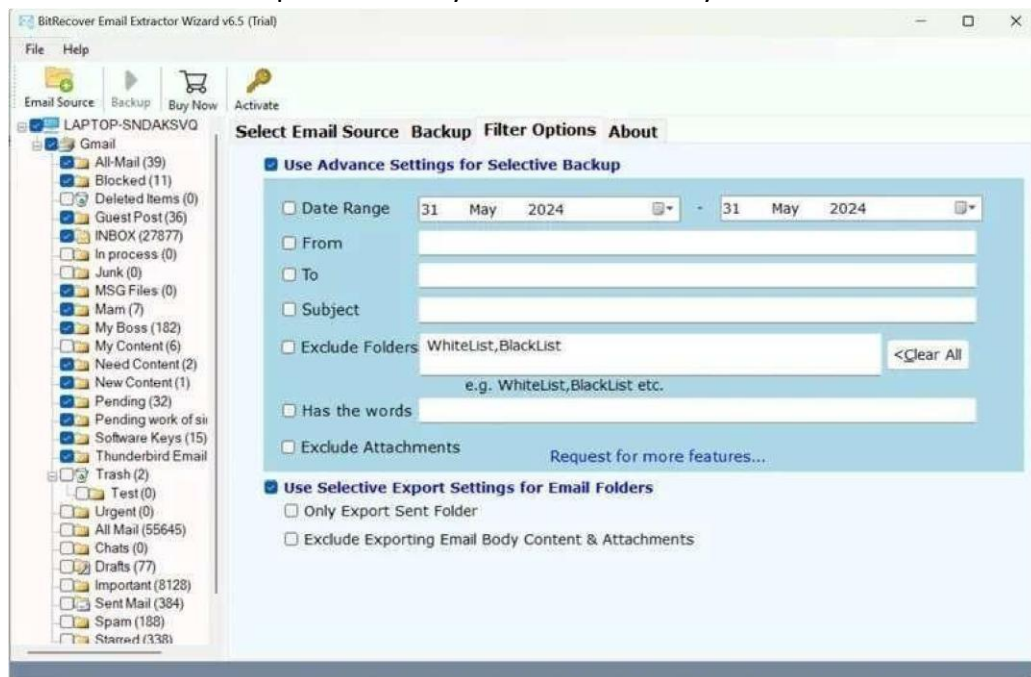 BitRecover Email Extractor Wizard v6.5 (Trial)
File Help
Email Source Backup Buy Now Activate
LAPTOP-SNDAKSVQ
Gmail
All-Mail (39)
Blocked (11)
Deleted Items (0)
Guest Post (36)
INBOX (27877)
In process (0)
Junk (0)
MSG Files (0)
Mam (7)
My Boss (182)
My Content (6)
Need Content (2)
New Content (1)
Pending (32)
Pending work of
Software Keys (15)
Thunderbird Email
Trash (2)
Test (0)
Urgent (0)
All Mail (55645)
Chats (0)
Drafts (77)
Important (8128)
Sent Mail (384)
Spam (188)
Starred (338)
Select Email Source Backup Filter Options About
Use Advance Settings for Selective Backup
Date Range 31 May 2024 - 31 May 2024
From
To
Subject
Exclude Folders WhiteList,BlackList <Clear All
e.g. WhiteList,BlackList etc.
Has the words
Exclude Attachments
Request for more features...
Use Selective Export Settings for Email Folders
Only Export Sent Folder
Exclude Exporting Email Body Content & Attachments